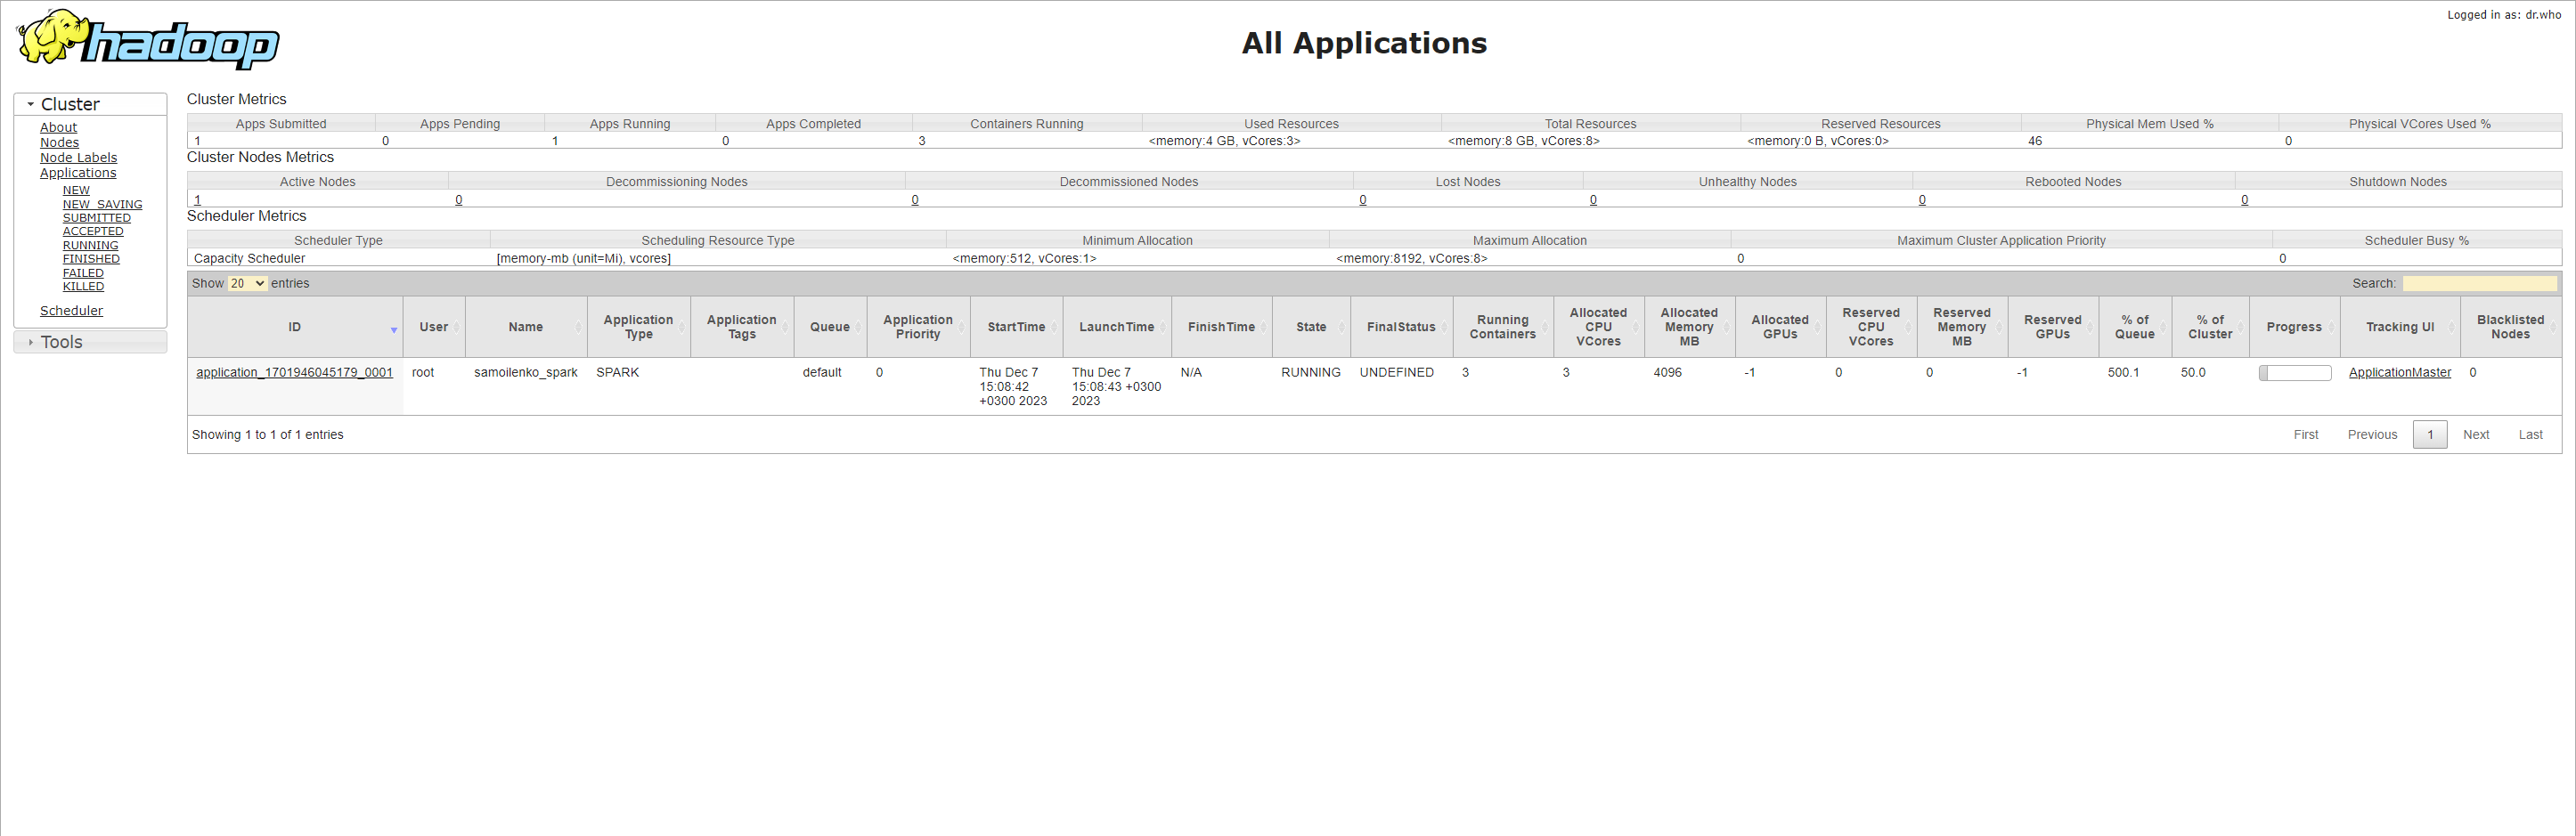 hadoop
All Applications
Logged in as: dr.who
Cluster
About
Nodes
Node Labels
Applications
NEW
NEW_SAVING
SUBMITTED
ACCEPTED
RUNNING
FINISHED
FAILED
KILLED
Scheduler
Tools
Cluster Metrics
Apps Submitted Apps Pending Apps Running Apps Completed Containers Running Used Resources Total Resources Reserved Resources Physical Mem Used % Physical VCores Used %
1 0 1 0 3 <memory:4 GB, vCores:3> <memory:8 GB, vCores:8> <memory:0 B, vCores:0> 46 0
Cluster Nodes Metrics
Active Nodes Decommissioning Nodes Decommissioned Nodes Lost Nodes Unhealthy Nodes Rebooted Nodes Shutdown Nodes
1 0 0 0 0 0 0
Scheduler Metrics
Scheduler Type Scheduling Resource Type Minimum Allocation Maximum Allocation Maximum Cluster Application Priority Scheduler Busy %
Capacity Scheduler [memory-mb (unit=Mi), vcores] <memory:512, vCores:1> <memory:8192, vCores:8> 0 0
Show 20 entries Search:
ID User Name Application Type Application Tags Queue Application Priority StartTime LaunchTime FinishTime State FinalStatus Running Containers Allocated CPU VCores Allocated Memory MB Allocated GPUs Reserved CPU VCores Reserved Memory MB Reserved GPUs % of Queue % of Cluster Progress Tracking UI Blacklisted Nodes
application_1701946045179_0001 root samoilenko_spark SPARK default 0 Thu Dec 7 15:08:42 +0300 2023 Thu Dec 7 15:08:43 +0300 2023 N/A RUNNING UNDEFINED 3 3 4096 -1 0 0 -1 500.1 50.0 ApplicationMaster 0
Showing 1 to 1 of 1 entries First Previous 1 Next Last